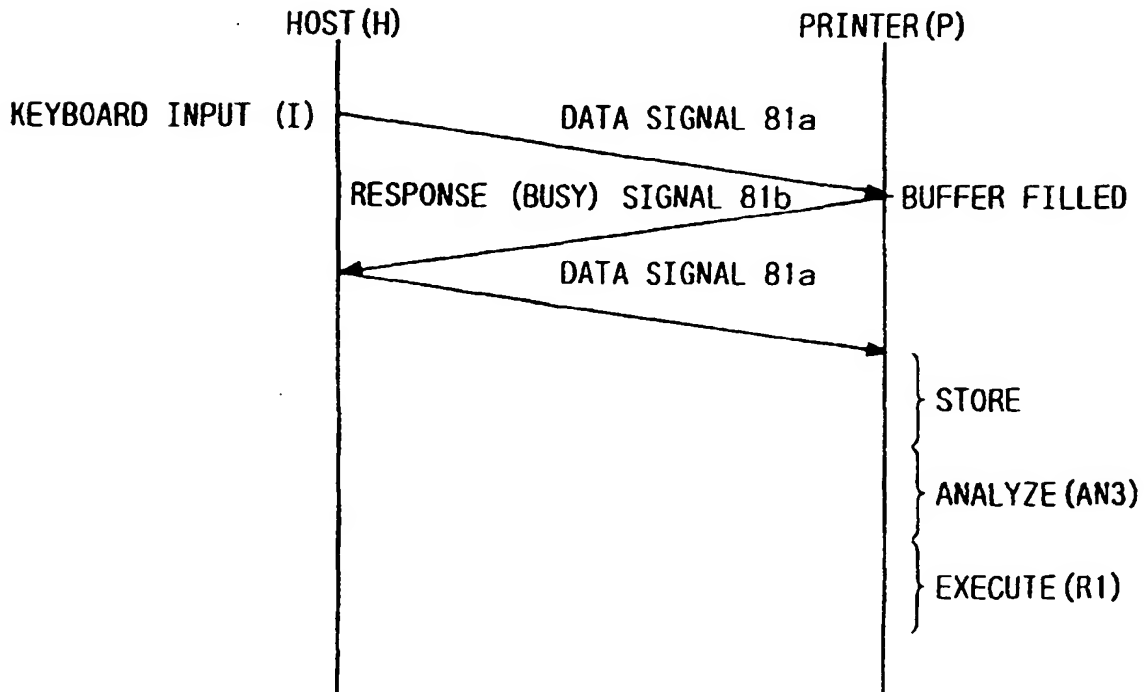 HOST(H)
PRINTER(P)
KEYBOARD INPUT (I)
DATA SIGNAL 81a
RESPONSE (BUSY) SIGNAL 81b
BUFFER FILLED
DATA SIGNAL 81a
STORE
ANALYZE(AN3)
EXECUTE(R1)